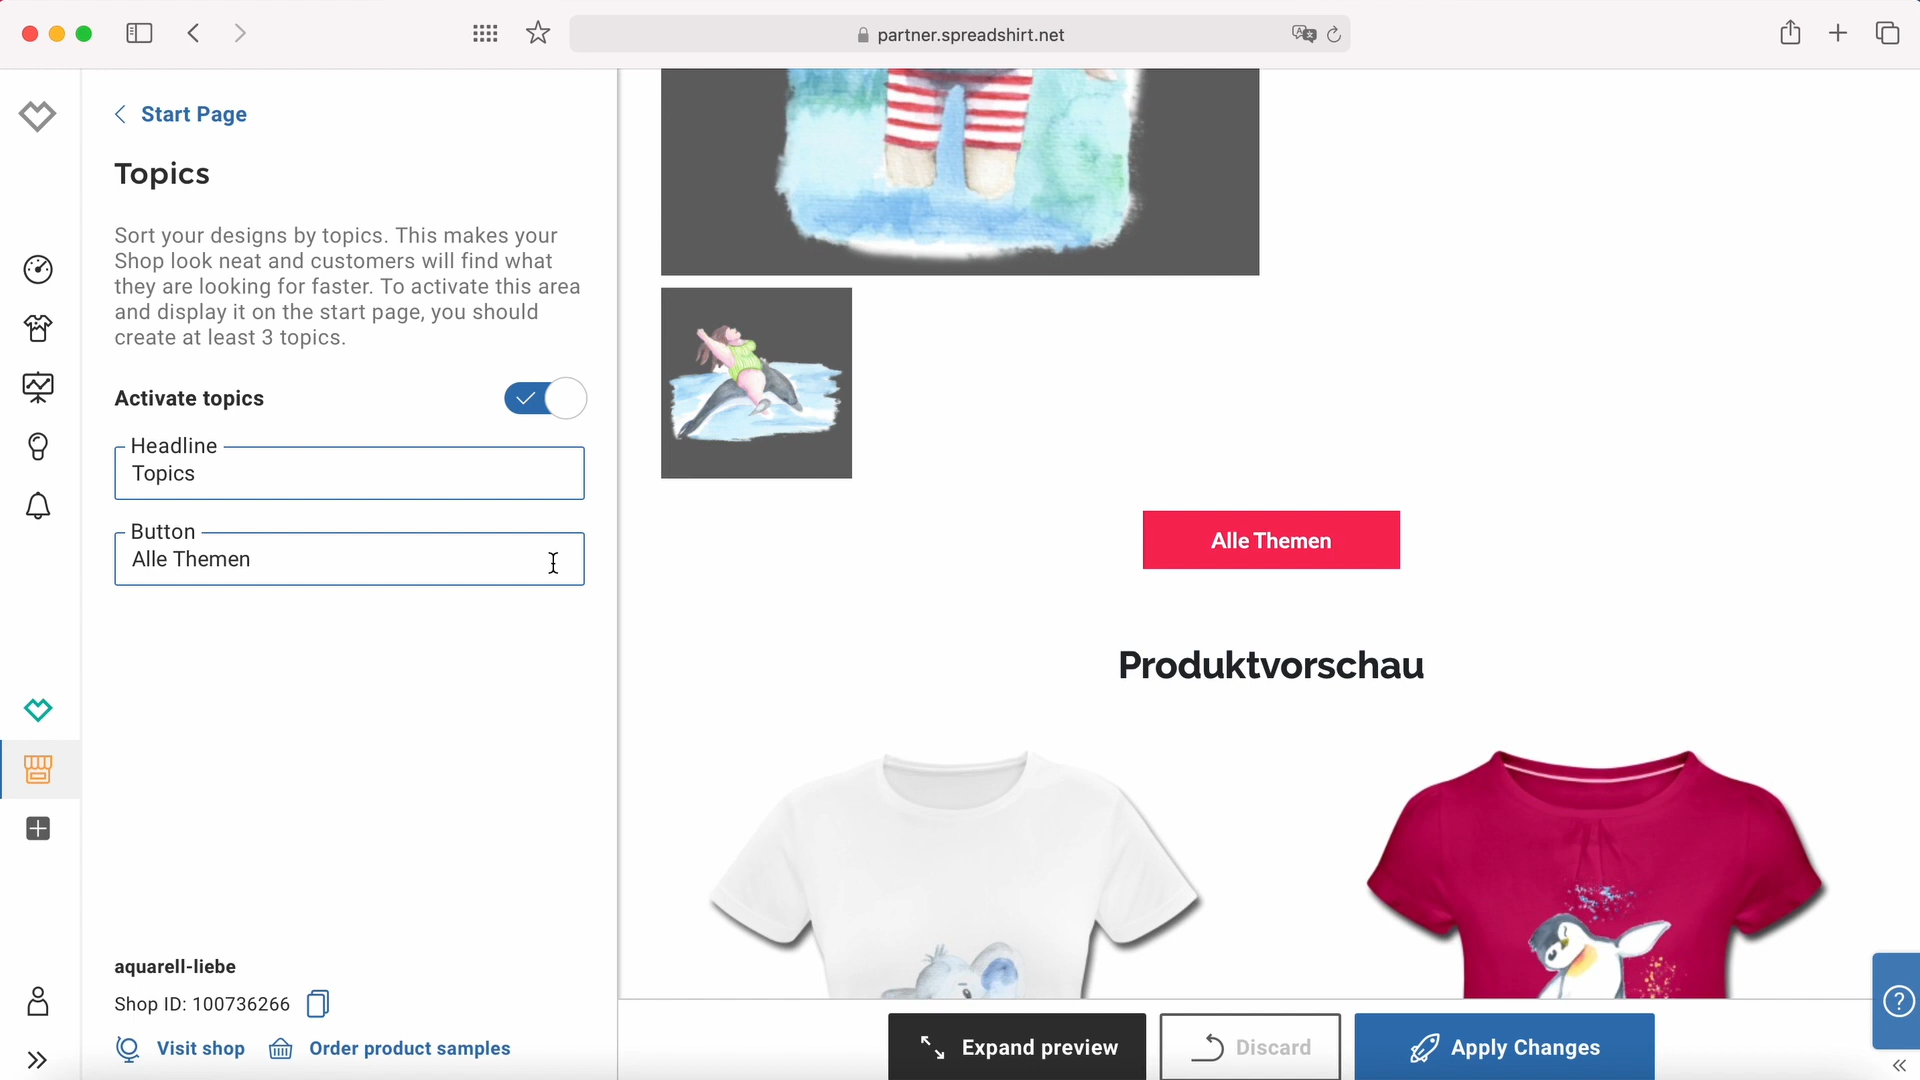 partner.spreadshirt.net
Start Page
Topics
Sort your designs by topics. This makes your
Shop look neat and customers will find what
they are looking for faster. To activate this area
and display it on the start page, you should
create at least 3 topics.
Activate topics
Headline
Topics
Button
Alle Themen
aquarell-liebe
Shop ID: 100736266
Visit shop
Order product samples
Alle Themen
Produktvorschau
Expand preview
Discard
Apply Changes